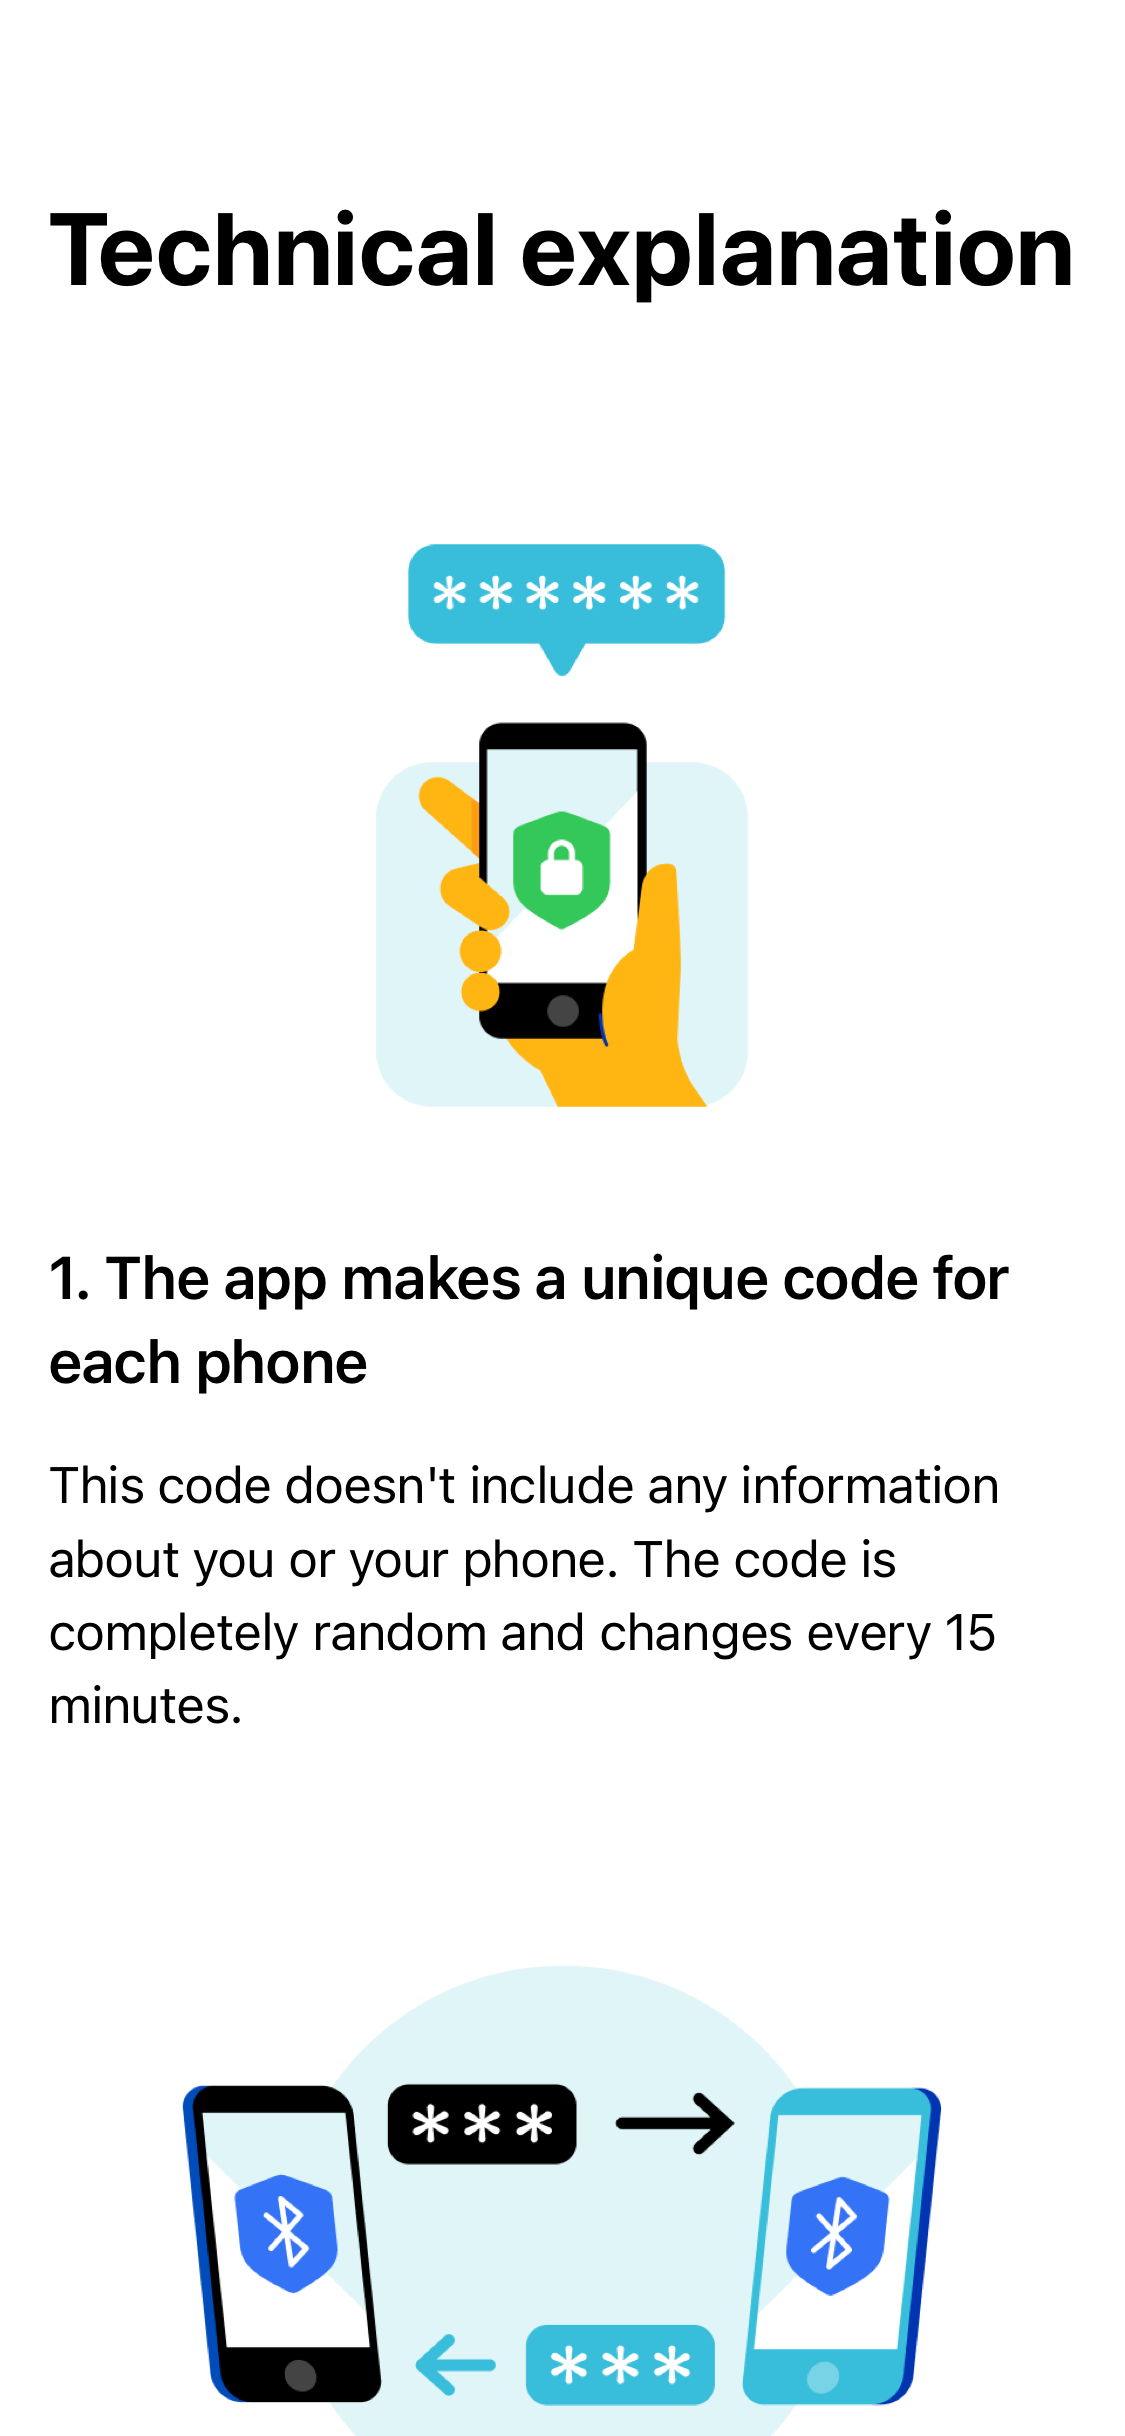 Technical explanation
******
1. The app makes a unique code for
each phone
This code doesn't include any information
about you or your phone. The code is
completely random and changes every 15
minutes.
***
***